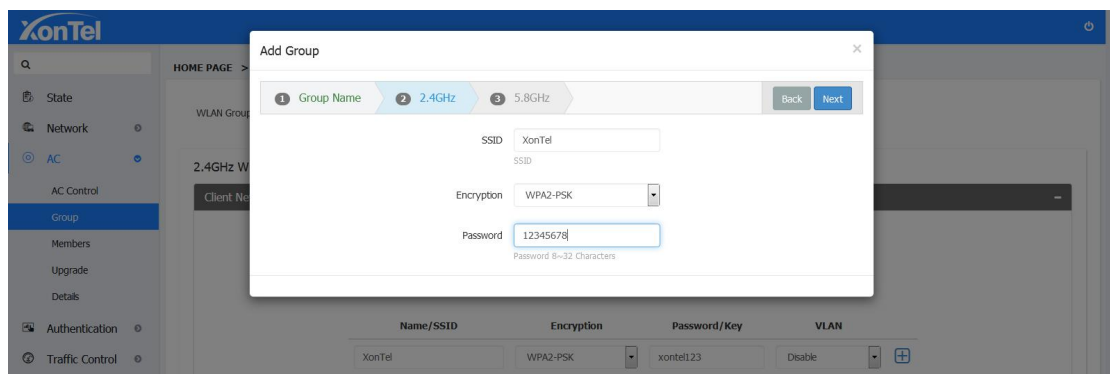 XonTel
Add Group ×
HOME PAGE >
1 Group Name 2 2.4GHz 3 5.8GHz Back Next
State
WLAN Group
Network
SSID XonTel
SSID
AC
2.4GHz W
Encryption WPA2-PSK
AC Control
Client Ne
Group
Password 12345678
Members
Password 8~32 Characters
Upgrade
Details
Authentication
Name/SSID Encryption Password/Key VLAN
Traffic Control
XonTel WPA2-PSK xontel123 Disable